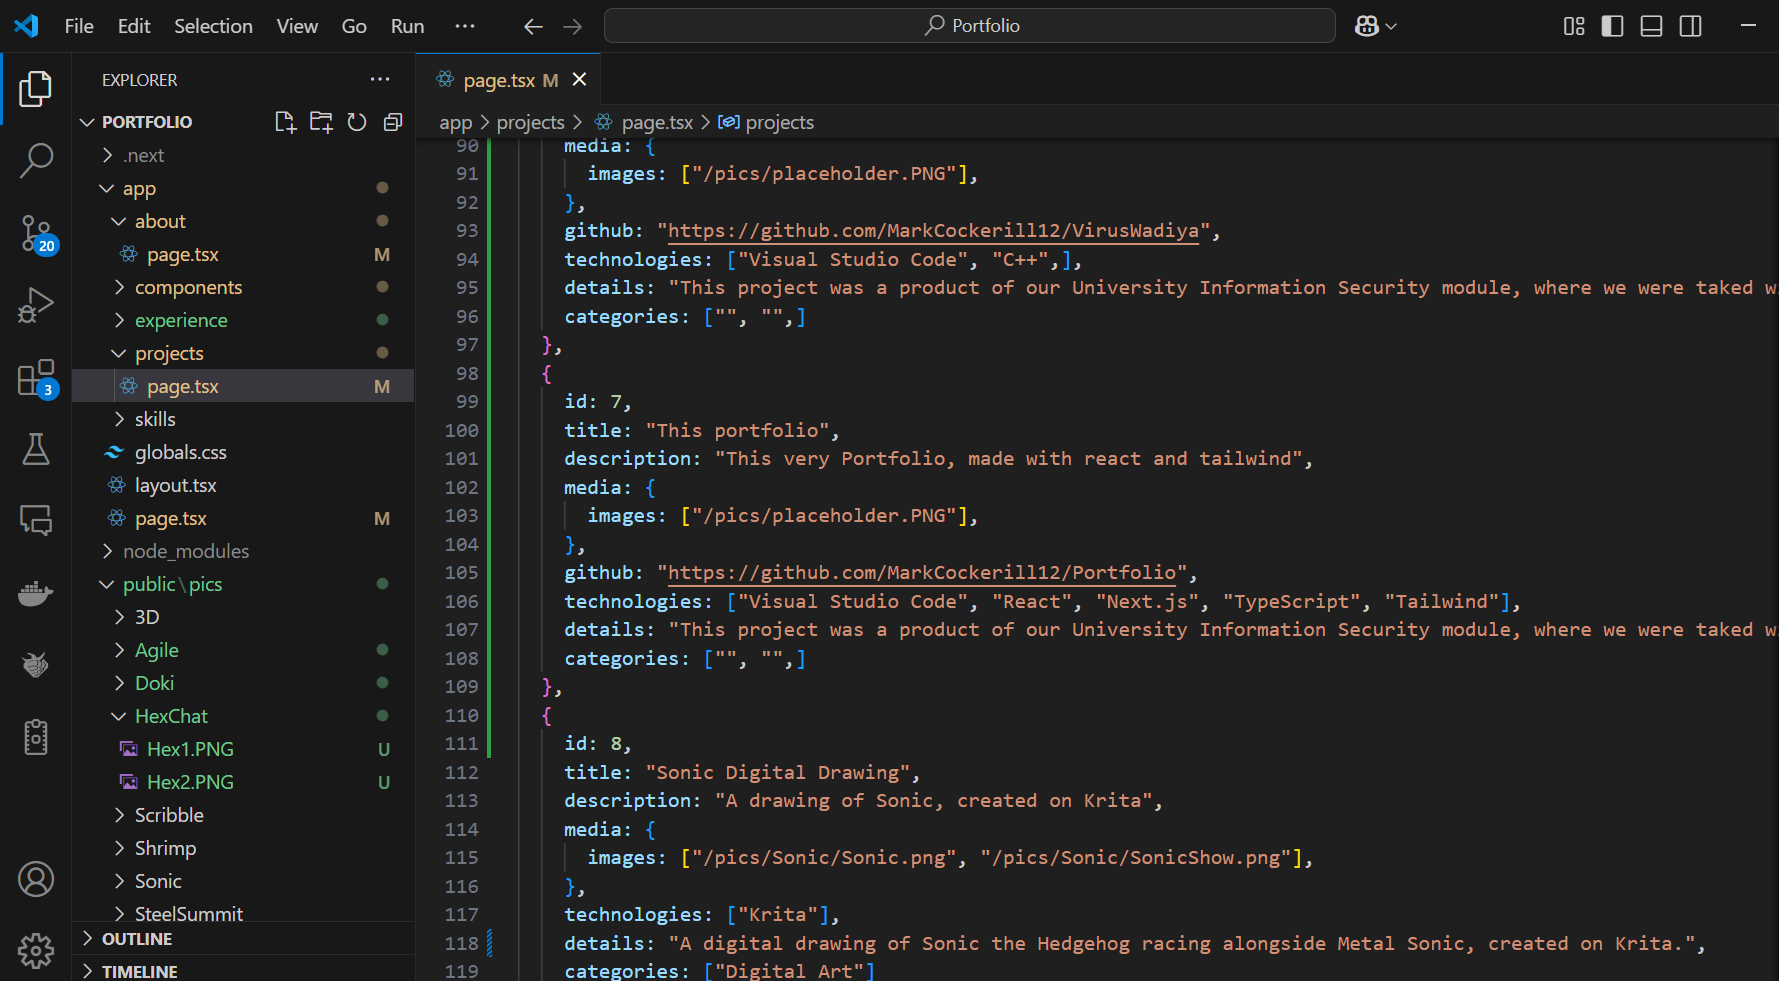 File Edit Selection View Go Run ··· Portfolio
EXPLORER ···
PORTFOLIO
.next
app
about
page.tsx M
components
experience
projects
page.tsx M
skills
globals.css
layout.tsx
page.tsx M
node_modules
public\pics
3D
Agile
Doki
HexChat
Hex1.PNG U
Hex2.PNG U
Scribble
Shrimp
Sonic
SteelSummit
OUTLINE
TIMELINE
20
3
page.tsx M
app > projects > page.tsx > projects
90 media: {
91 images: ["/pics/placeholder.PNG"],
92 },
93 github: "https://github.com/MarkCockerill12/VirusWadiya",
94 technologies: ["Visual Studio Code", "C++",],
95 details: "This project was a product of our University Information Security module, where we were taked w
96 categories: ["", "",]
97 },
98 {
99 id: 7,
100 title: "This portfolio",
101 description: "This very Portfolio, made with react and tailwind",
102 media: {
103 images: ["/pics/placeholder.PNG"],
104 },
105 github: "https://github.com/MarkCockerill12/Portfolio",
106 technologies: ["Visual Studio Code", "React", "Next.js", "TypeScript", "Tailwind"],
107 details: "This project was a product of our University Information Security module, where we were taked w
108 categories: ["", "",]
109 },
110 {
111 id: 8,
112 title: "Sonic Digital Drawing",
113 description: "A drawing of Sonic, created on Krita",
114 media: {
115 images: ["/pics/Sonic/Sonic.png", "/pics/Sonic/SonicShow.png"],
116 },
117 technologies: ["Krita"],
118 details: "A digital drawing of Sonic the Hedgehog racing alongside Metal Sonic, created on Krita.",
119 categories: ["Digital Art"]